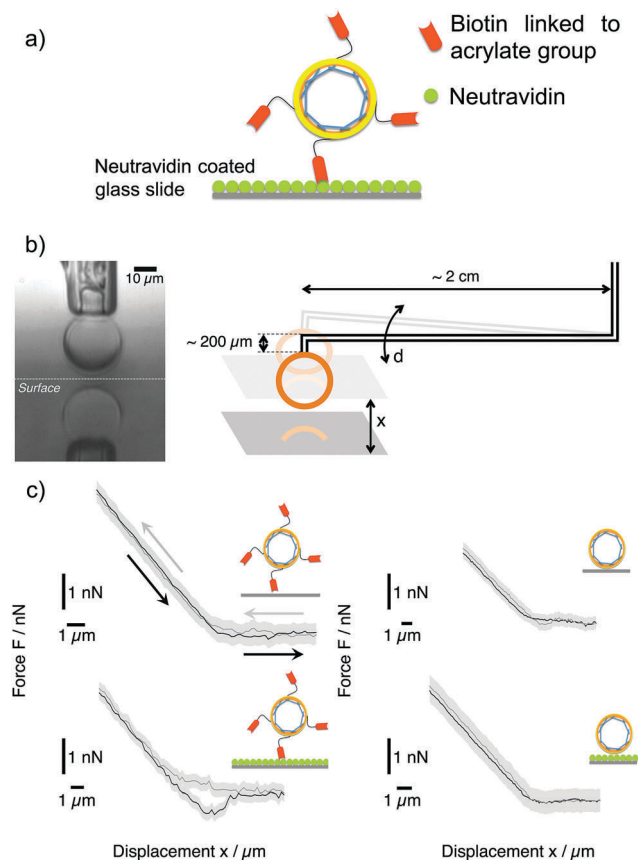 a)
Biotin linked to
acrylate group
Neutravidin
Neutravidin coated
glass slide
b)
10 µm
Surface
~ 2 cm
~ 200 µm
d
x
c)
Force F / nN
1 nN
1 µm
Force F / nN
1 nN
1 µm
1 nN
1 µm
1 nN
1 µm
Displacement x / µm
Displacement x / µm